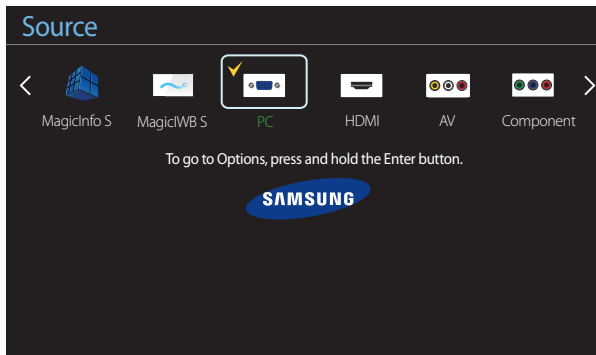 Source
MagicInfo S MagicIWB S PC HDMI AV Component
To go to Options, press and hold the Enter button.
SAMSUNG